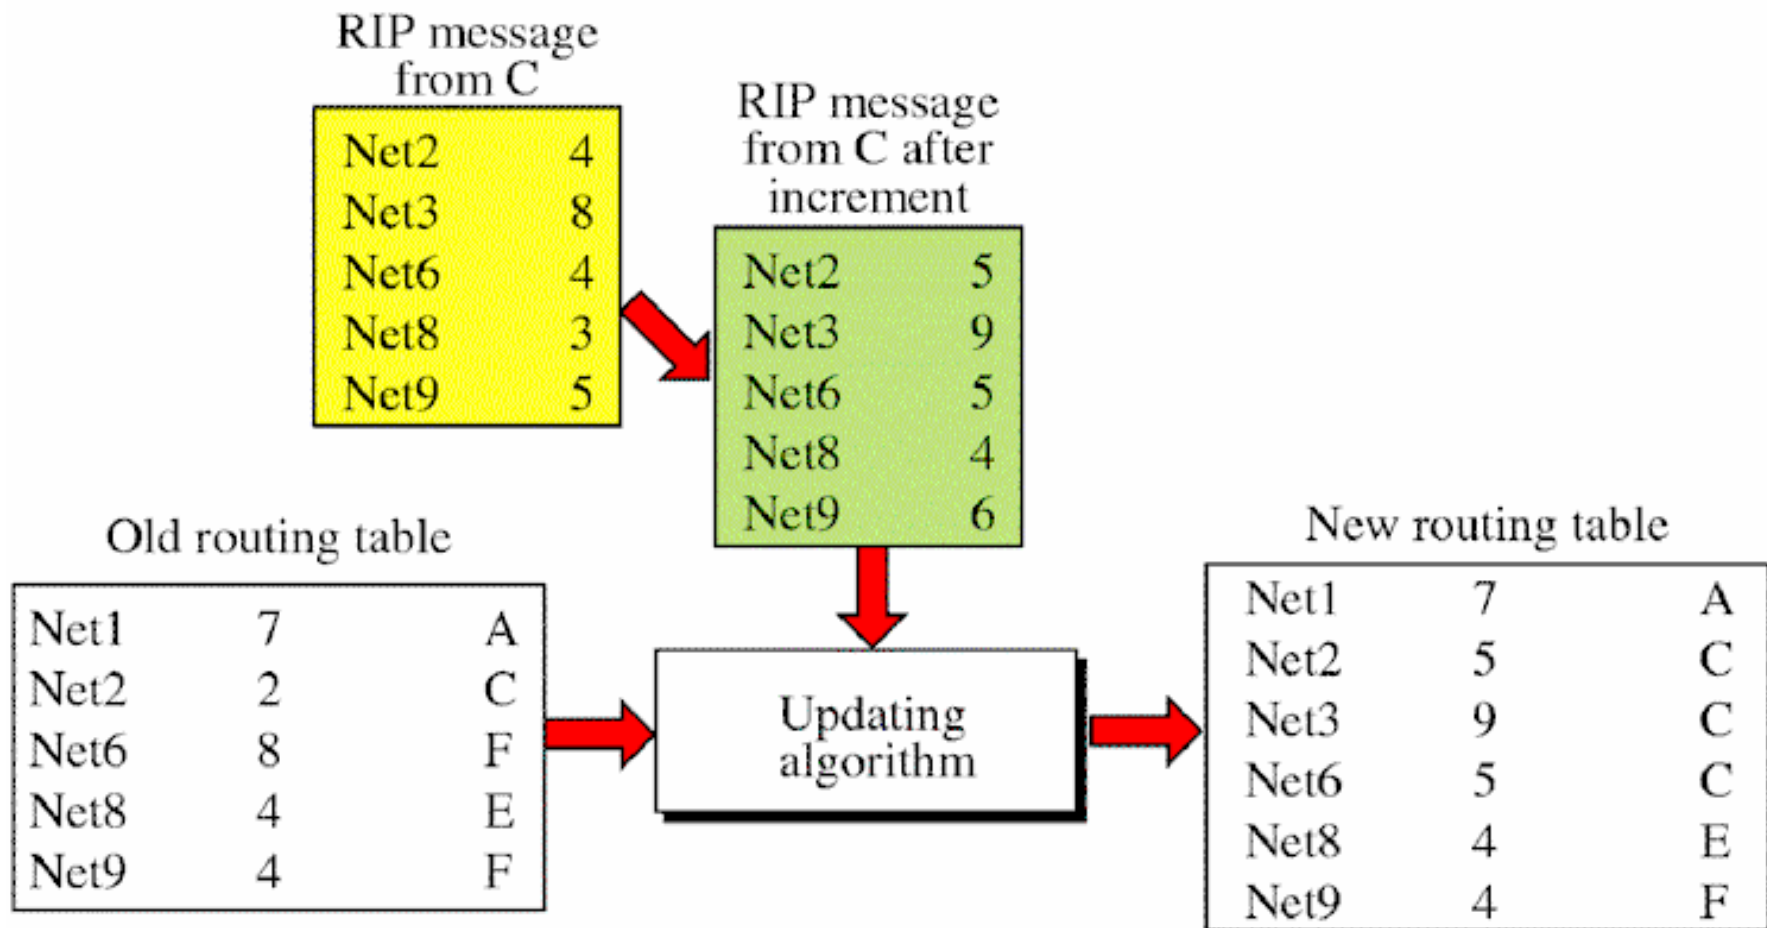 RIP message
from C
Net2 4
Net3 8
Net6 4
Net8 3
Net9 5
RIP message
from C after
increment
Net2 5
Net3 9
Net6 5
Net8 4
Net9 6
Old routing table
Net1 7 A
Net2 2 C
Net6 8 F
Net8 4 E
Net9 4 F
Updating
algorithm
New routing table
Net1 7 A
Net2 5 C
Net3 9 C
Net6 5 C
Net8 4 E
Net9 4 F